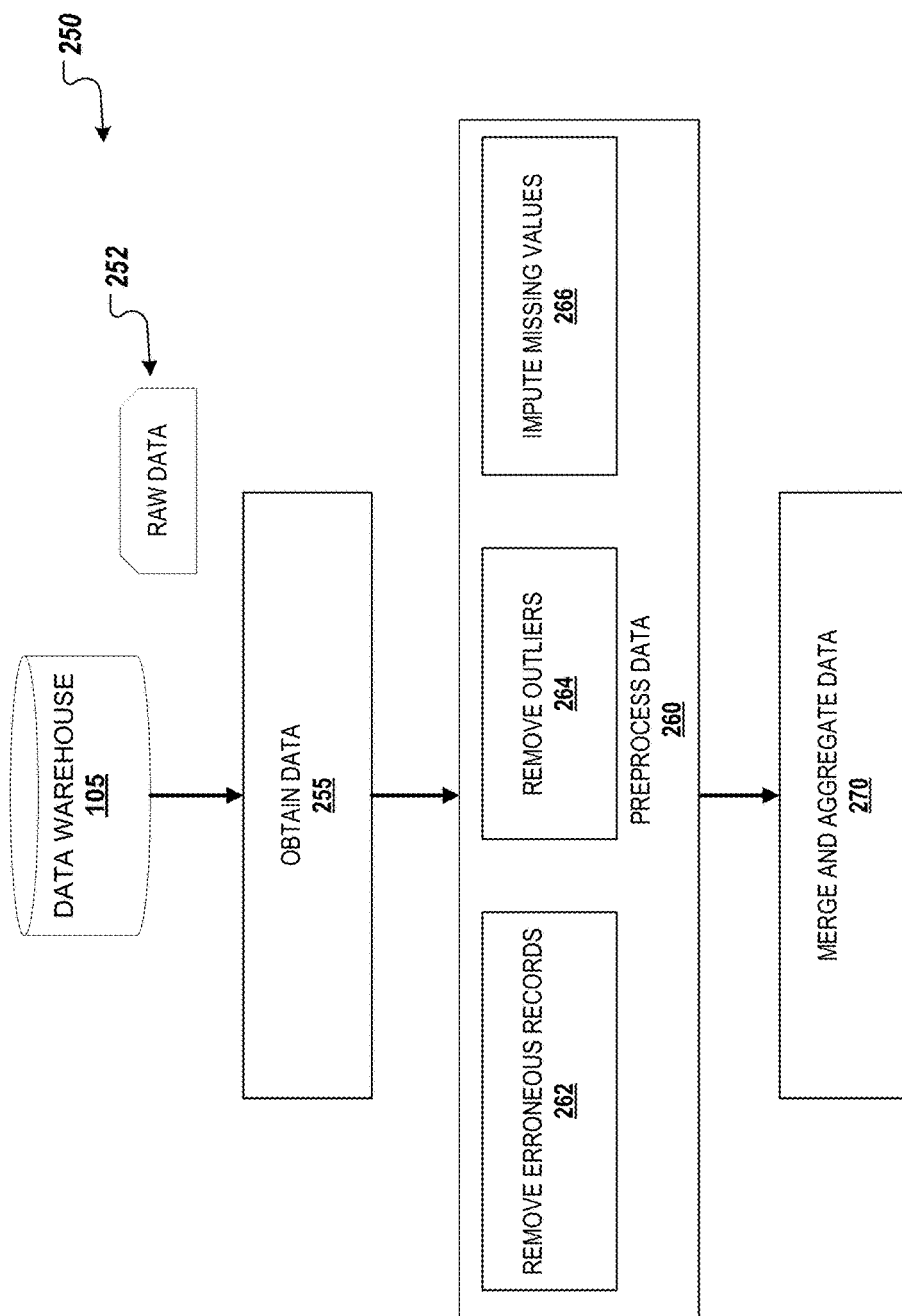 250
252
DATA WAREHOUSE
105
RAW DATA
OBTAIN DATA
255
REMOVE ERRONEOUS RECORDS
262
REMOVE OUTLIERS
264
IMPUTE MISSING VALUES
266
PREPROCESS DATA
260
MERGE AND AGGREGATE DATA
270